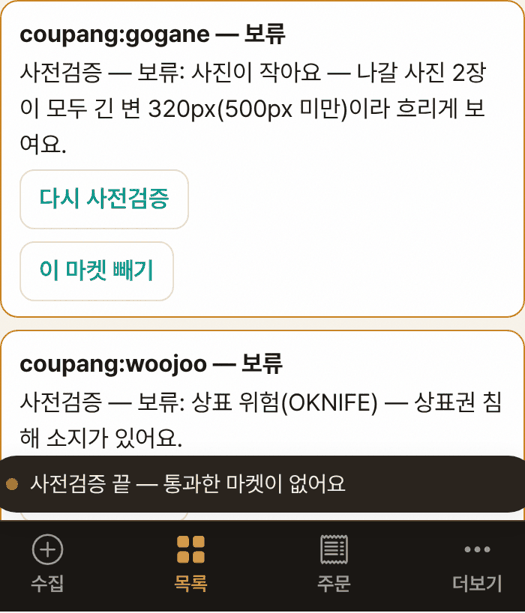 coupang:gogane — 보류
사전검증 — 보류: 사진이 작아요 — 나갈 사진 2장
이 모두 긴 변 320px(500px 미만)이라 흐리게 보
여요.
다시 사전검증
이 마켓 빼기
coupang:woojoo — 보류
사전검증 — 보류: 상표 위험(OKNIFE) — 상표권 침
해 소지가 있어요.
사전검증 끝 — 통과한 마켓이 없어요
수집
목록
주문
더보기